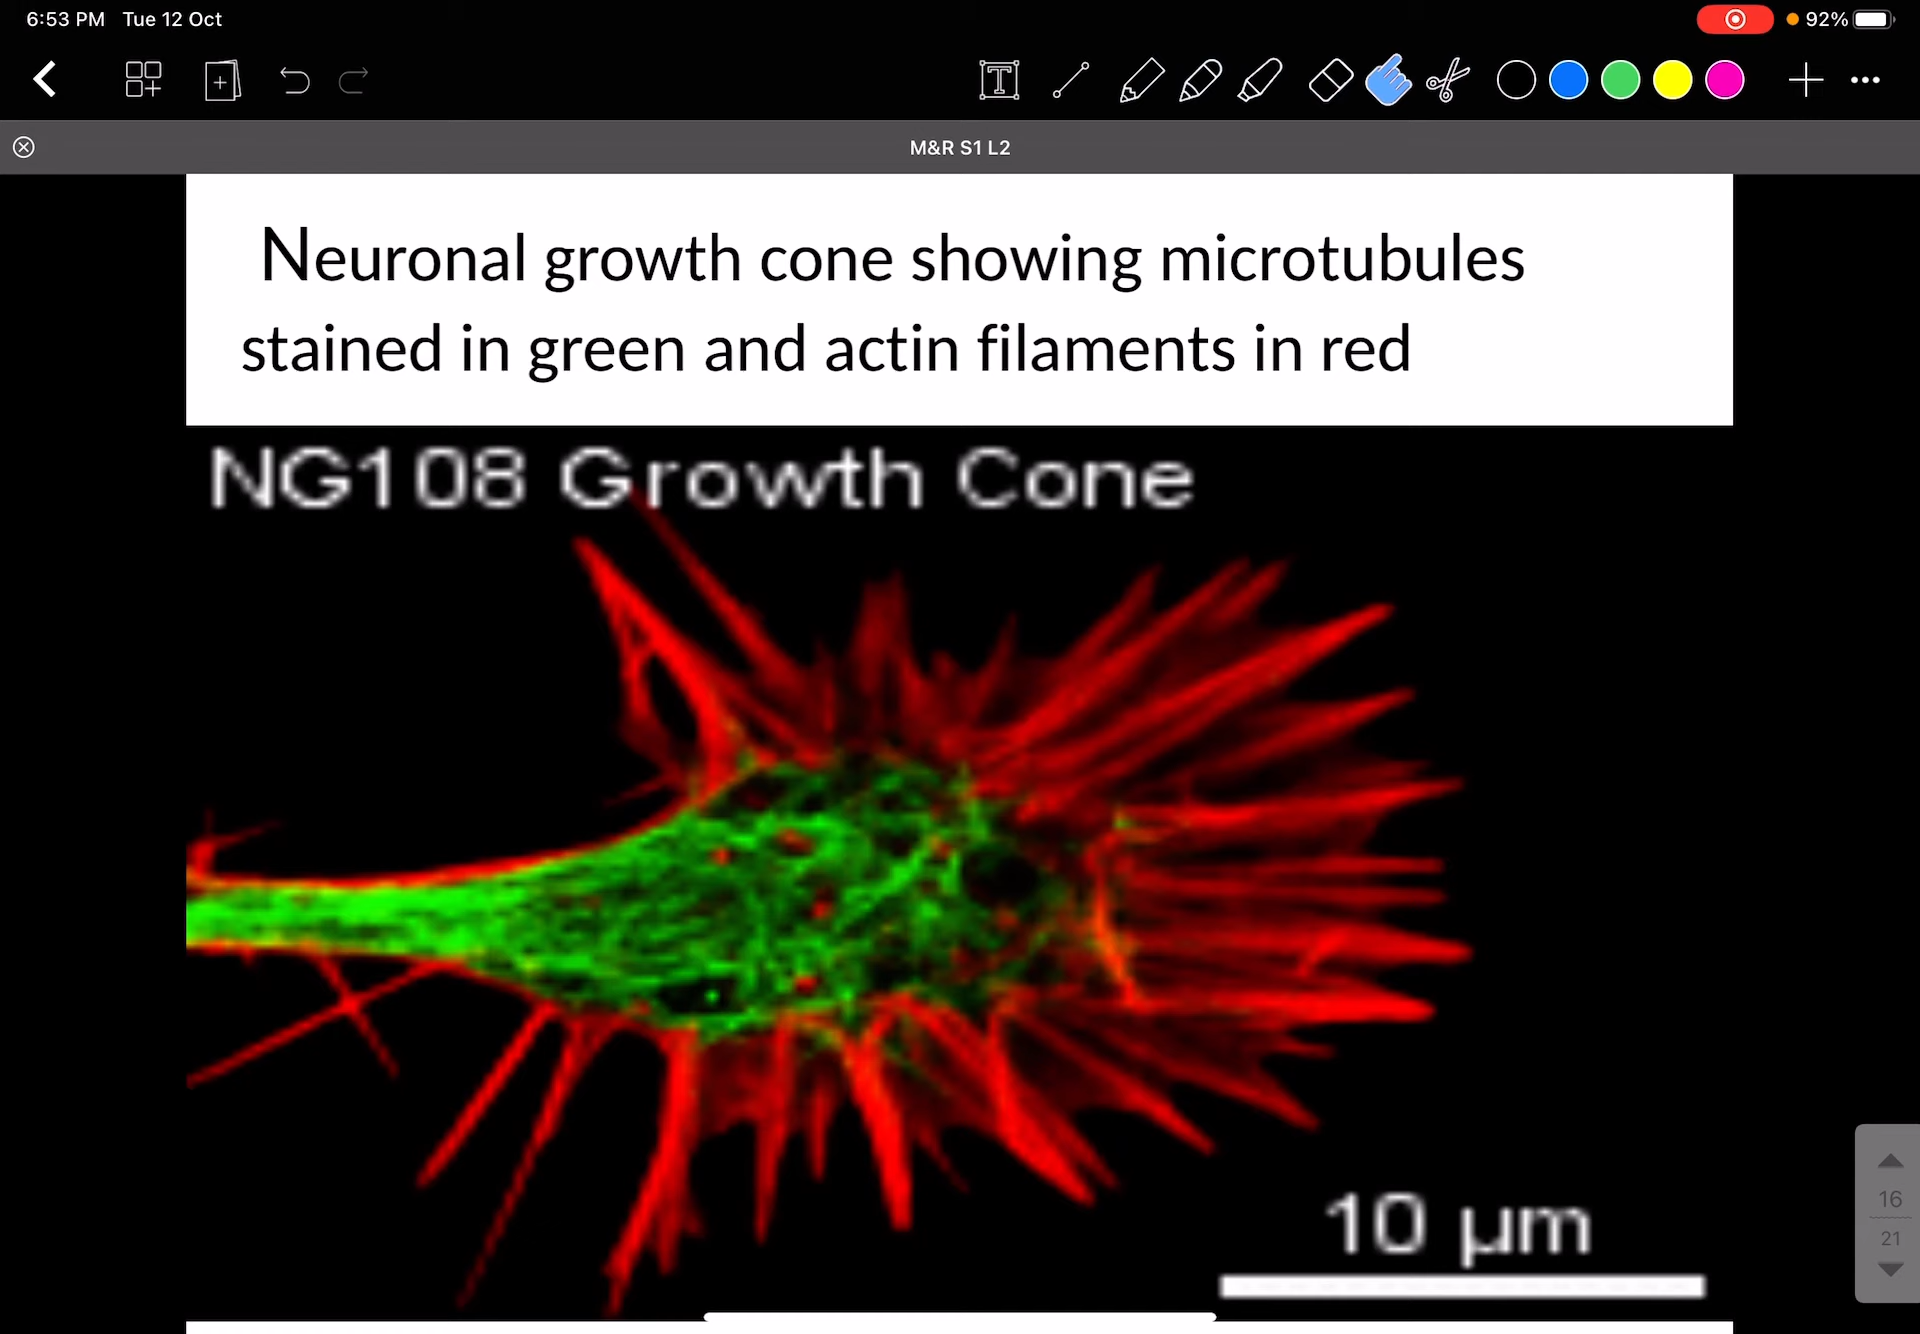 6:53 PM Tue 12 Oct
92%
T
M&R S1 L2
Neuronal growth cone showing microtubules
stained in green and actin filaments in red
NG108 Growth Cone
10 µm
16
21